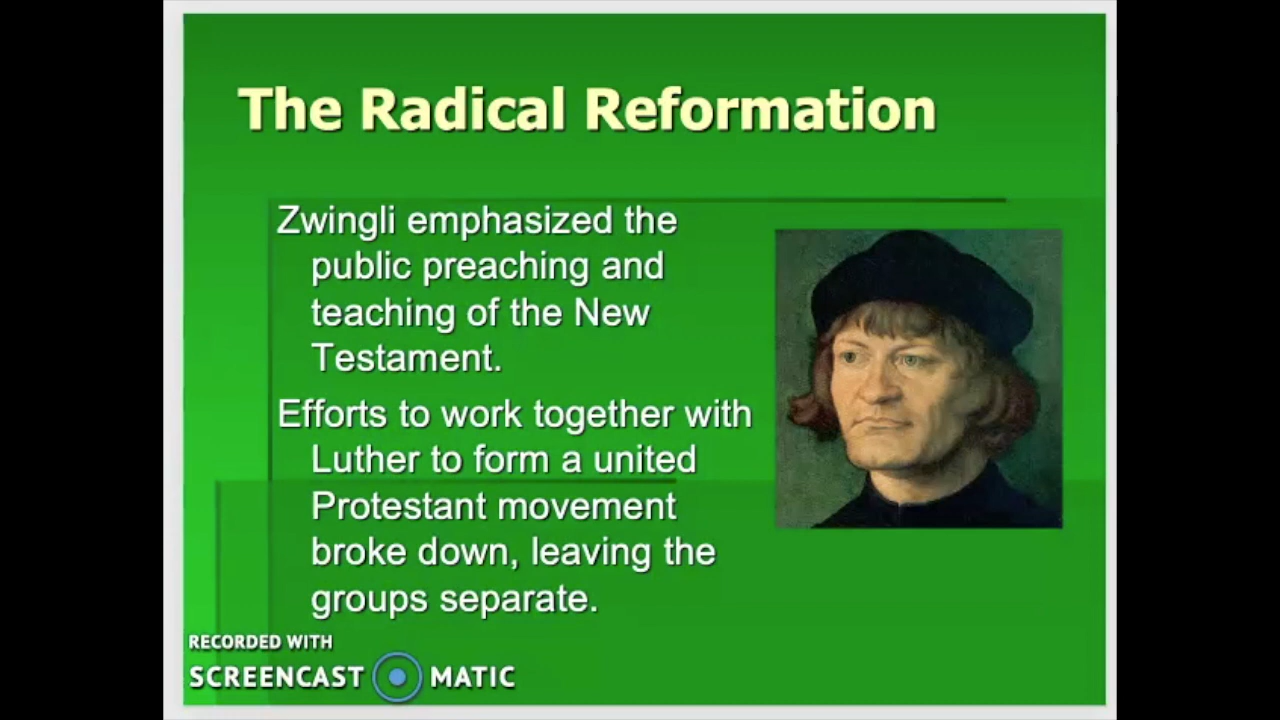 The Radical Reformation
Zwingli emphasized the
public preaching and
teaching of the New
Testament.
Efforts to work together with
Luther to form a united
Protestant movement
broke down, leaving the
groups separate.
RECORDED WITH
SCREENCAST MATIC